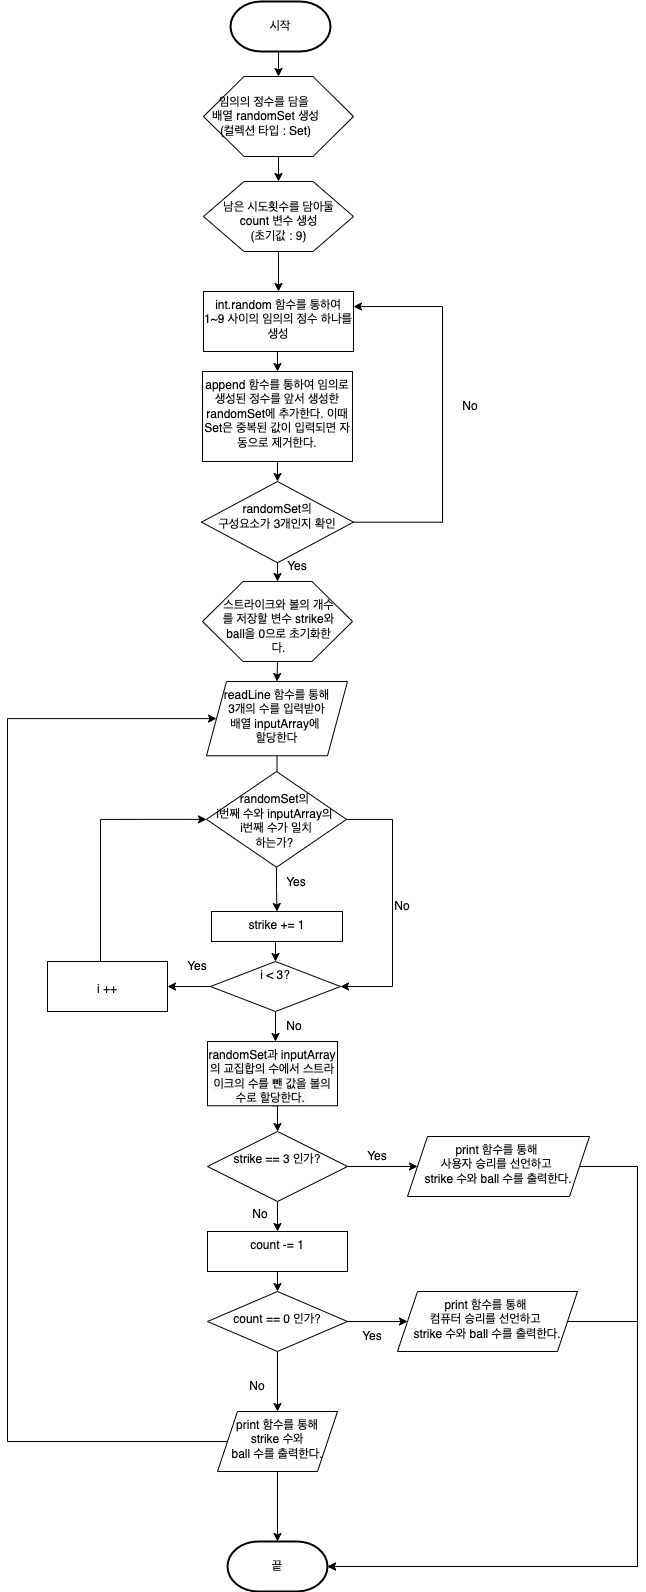 시작
임의의 정수를 담을
배열 randomSet 생성
(컬렉션 타입 : Set)
남은 시도횟수를 담아둘
count 변수 생성
(초기값 : 9)
int.random 함수를 통하여
1~9 사이의 임의의 정수 하나를
생성
append 함수를 통하여 임의로
생성된 정수를 앞서 생성한
randomSet에 추가한다. 이때
Set은 중복된 값이 입력되면 자
동으로 제거한다.
No
randomSet의
구성요소가 3개인지 확인
Yes
스트라이크와 볼의 개수
를 저장할 변수 strike와
ball을 0으로 초기화한
다.
readLine 함수를 통해
3개의 수를 입력받아
배열 inputArray에
할당한다
randomSet의
i번째 수와 inputArray의
i번째 수가 일치
하는가?
Yes
No
strike += 1
i < 3?
Yes
i ++
No
randomSet과 inputArray
의 교집합의 수에서 스트라
이크의 수를 뺀 값을 볼의
수로 할당한다.
strike == 3 인가?
Yes
print 함수를 통해
사용자 승리를 선언하고
strike 수와 ball 수를 출력한다.
No
count -= 1
count == 0 인가?
Yes
print 함수를 통해
컴퓨터 승리를 선언하고
strike 수와 ball 수를 출력한다.
No
print 함수를 통해
strike 수와
ball 수를 출력한다.
끝